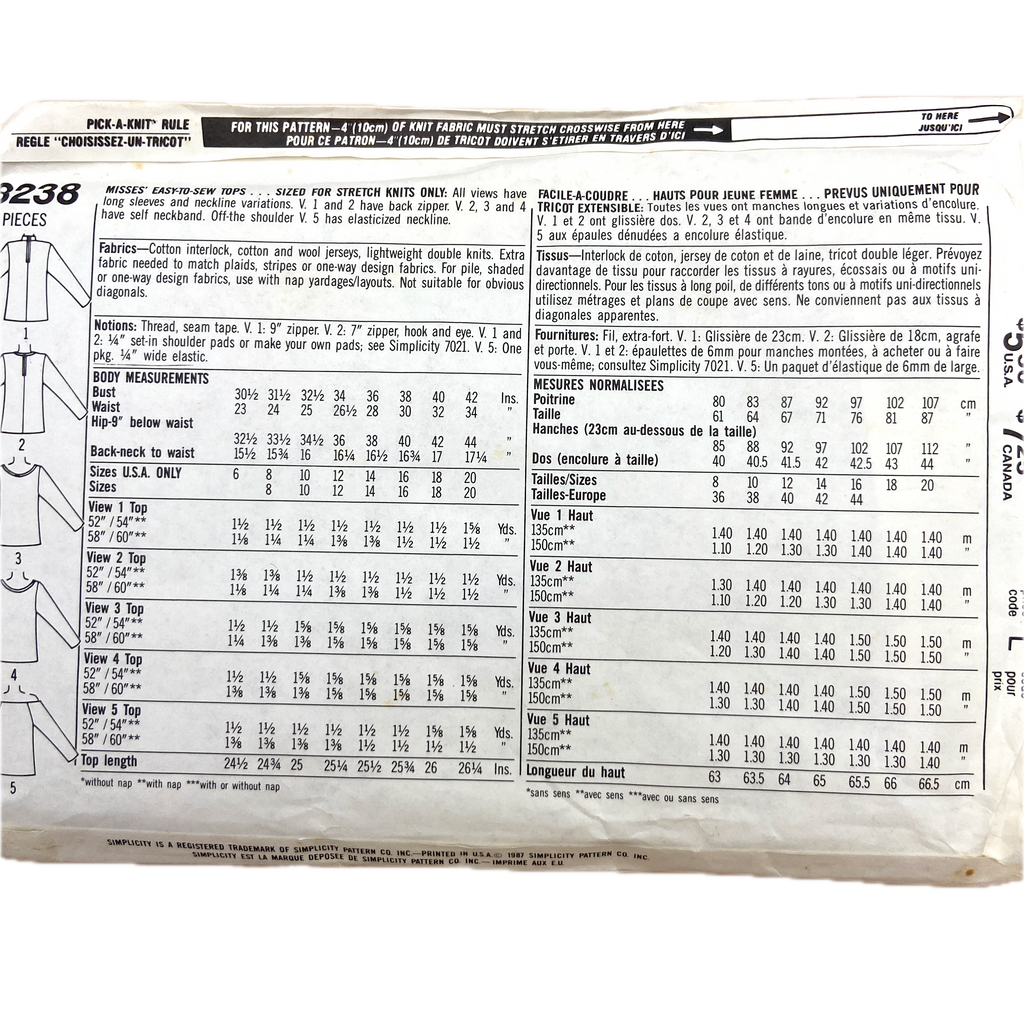 PICK-A-KNIT® RULE
REGLE "CHOISISSEZ-UN-TRICOT"
FOR THIS PATTERN—4"(10cm) OF KNIT FABRIC MUST STRETCH CROSSWISE FROM HERE
POUR CE PATRON—4"(10cm) DE TRICOT DOIVENT S'ETIRER EN TRAVERS D'ICI
TO HERE
JUSQU'ICI
8238
PIECES
1
2
3
4
5
MISSES' EASY-TO-SEW TOPS . . . SIZED FOR STRETCH KNITS ONLY: All views have
long sleeves and neckline variations. V. 1 and 2 have back zipper. V. 2, 3 and 4
have self neckband. Off-the shoulder V. 5 has elasticized neckline.
Fabrics—Cotton interlock, cotton and wool jerseys, lightweight double knits. Extra
fabric needed to match plaids, stripes or one-way design fabrics. For pile, shaded
or one-way design fabrics, use with nap yardages/layouts. Not suitable for obvious
diagonals.
Notions: Thread, seam tape. V. 1: 9" zipper. V. 2: 7" zipper, hook and eye. V. 1 and
2: ¼" set-in shoulder pads or make your own pads; see Simplicity 7021. V. 5: One
pkg. ¼" wide elastic.
BODY MEASUREMENTS
Bust 30½ 31½ 32½ 34 36 38 40 42 Ins.
Waist 23 24 25 26½ 28 30 32 34 "
Hip-9" below waist
32½ 33½ 34½ 36 38 40 42 44 "
Back-neck to waist 15½ 15¾ 16 16¼ 16½ 16¾ 17 17¼ "
Sizes U.S.A. ONLY 6 8 10 12 14 16 18 20
Sizes 8 10 12 14 16 18 20
View 1 Top
52" / 54"** 1½ 1½ 1½ 1½ 1½ 1½ 1½ 1⅝ Yds.
58" / 60"** 1⅛ 1¼ 1¼ 1⅜ 1⅜ 1½ 1½ 1½ "
View 2 Top
52" / 54"** 1⅜ 1⅜ 1½ 1½ 1½ 1½ 1½ 1½ Yds.
58" / 60"** 1⅛ 1¼ 1¼ 1⅜ 1⅜ 1½ 1½ 1½ "
View 3 Top
52" / 54"** 1½ 1½ 1⅝ 1⅝ 1⅝ 1⅝ 1⅝ 1⅝ Yds.
58" / 60"** 1¼ 1⅜ 1⅜ 1⅝ 1⅝ 1⅝ 1⅝ 1⅝ "
View 4 Top
52" / 54"** 1½ 1½ 1⅝ 1⅝ 1⅝ 1⅝ 1⅝ 1⅝ Yds.
58" / 60"** 1⅜ 1⅜ 1⅜ 1⅝ 1⅝ 1⅝ 1⅝ 1⅝ "
View 5 Top
52" / 54"** 1½ 1½ 1½ 1½ 1½ 1½ 1½ 1⅝ Yds.
58" / 60"** 1⅜ 1⅜ 1⅜ 1⅜ 1½ 1½ 1½ 1½ "
Top length 24½ 24¾ 25 25¼ 25½ 25¾ 26 26¼ Ins.
*without nap **with nap ***with or without nap
FACILE-A-COUDRE . . . HAUTS POUR JEUNE FEMME . . . PREVUS UNIQUEMENT POUR
TRICOT EXTENSIBLE: Toutes les vues ont manches longues et variations d'encolure.
V. 1 et 2 ont glissière dos. V. 2, 3 et 4 ont bande d'encolure en même tissu. V.
5 aux épaules dénudées a encolure élastique.
Tissus—Interlock de coton, jersey de coton et de laine, tricot double léger. Prévoyez
davantage de tissu pour raccorder les tissus à rayures, écossais ou à motifs uni-
directionnels. Pour les tissus à long poil, de différents tons ou à motifs uni-directionnels
utilisez métrages et plans de coupe avec sens. Ne conviennent pas aux tissus à
diagonales apparentes.
Fournitures: Fil, extra-fort. V. 1: Glissière de 23cm. V. 2: Glissière de 18cm, agrafe
et porte. V. 1 et 2: épaulettes de 6mm pour manches montées, à acheter ou à faire
vous-même; consultez Simplicity 7021. V. 5: Un paquet d'élastique de 6mm de large.
MESURES NORMALISEES
Poitrine 80 83 87 92 97 102 107 cm
Taille 61 64 67 71 76 81 87 "
Hanches (23cm au-dessous de la taille)
85 88 92 97 102 107 112 "
Dos (encolure à taille) 40 40.5 41.5 42 42.5 43 44 "
Tailles/Sizes 8 10 12 14 16 18 20
Tailles-Europe 36 38 40 42 44
Vue 1 Haut
135cm** 1.40 1.40 1.40 1.40 1.40 1.40 1.40 m
150cm** 1.10 1.20 1.30 1.30 1.40 1.40 1.40 "
Vue 2 Haut
135cm** 1.30 1.40 1.40 1.40 1.40 1.40 1.40 m
150cm** 1.10 1.20 1.20 1.30 1.30 1.40 1.40 "
Vue 3 Haut
135cm** 1.40 1.40 1.40 1.40 1.50 1.50 1.50 m
150cm** 1.20 1.30 1.30 1.40 1.50 1.50 1.50 "
Vue 4 Haut
135cm** 1.40 1.40 1.40 1.40 1.50 1.50 1.50 m
150cm** 1.30 1.30 1.40 1.40 1.50 1.50 1.50 "
Vue 5 Haut
135cm** 1.40 1.40 1.40 1.40 1.40 1.40 1.40 m
150cm** 1.30 1.30 1.30 1.30 1.30 1.30 1.40 "
Longueur du haut 63 63.5 64 65 65.5 66 66.5 cm
*sans sens **avec sens ***avec ou sans sens
U.S.A.
CANADA
code L
pour
prix
SIMPLICITY IS A REGISTERED TRADEMARK OF SIMPLICITY PATTERN CO. INC.—PRINTED IN U.S.A.© 1987 SIMPLICITY PATTERN CO. INC.
SIMPLICITY EST LA MARQUE DEPOSEE DE SIMPLICITY PATTERN CO. INC.—IMPRIME AUX E.U.